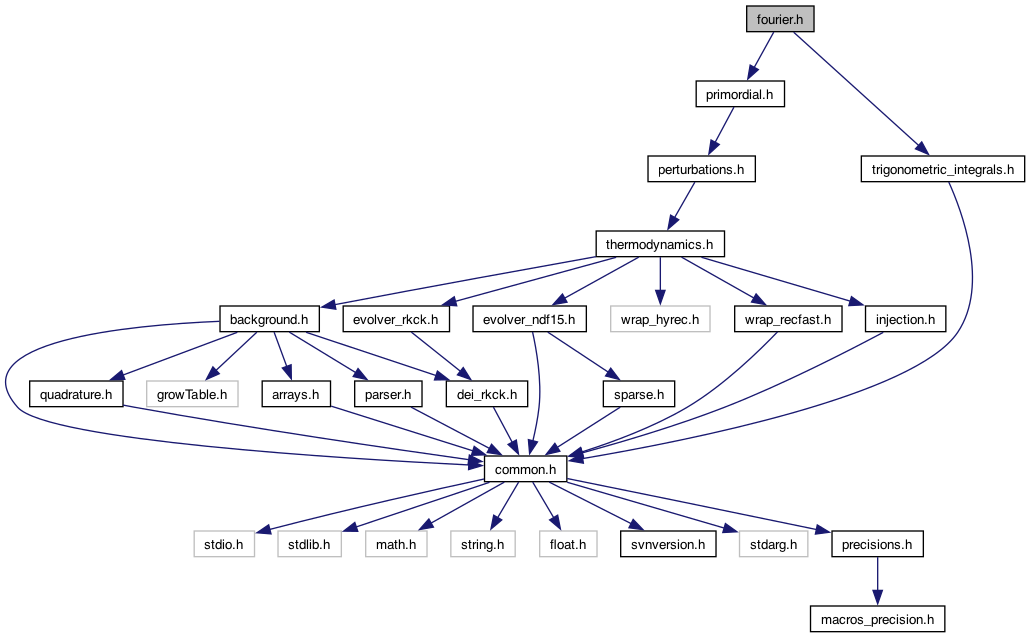 fourier.h
primordial.h
perturbations.h
trigonometric_integrals.h
thermodynamics.h
background.h
evolver_rkck.h
evolver_ndf15.h
wrap_hyrec.h
wrap_recfast.h
injection.h
quadrature.h
growTable.h
arrays.h
parser.h
dei_rkck.h
sparse.h
common.h
stdio.h
stdlib.h
math.h
string.h
float.h
svnversion.h
stdarg.h
precisions.h
macros_precision.h